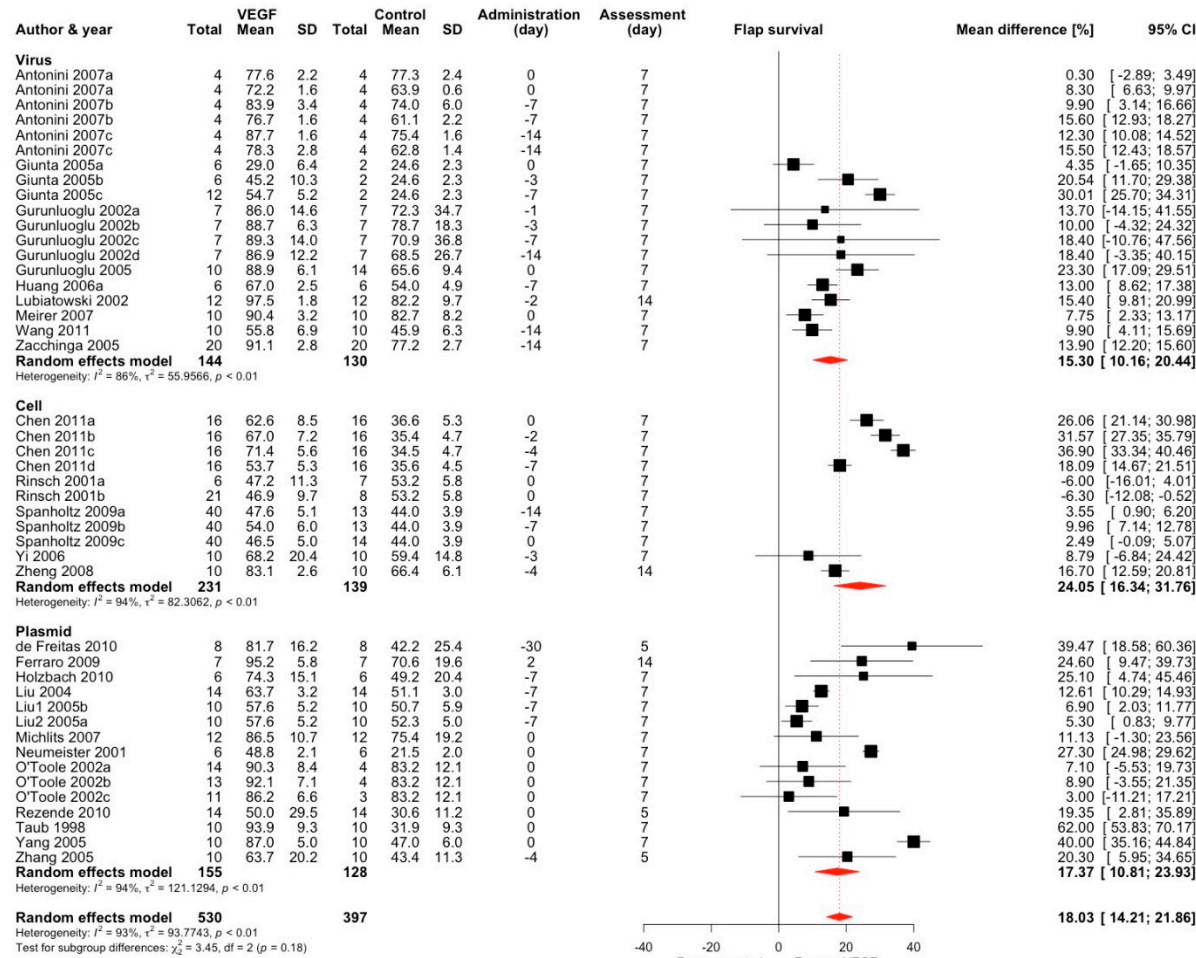 VEGF Control Administration Assessment
Author & year Total Mean SD Total Mean SD (day) (day) Flap survival Mean difference [%] 95% CI
Virus
Antonini 2007a 4 77.6 2.2 4 77.3 2.4 0 7 0.30 [-2.89; 3.49]
Antonini 2007a 4 72.2 1.6 4 63.9 0.6 0 7 8.30 [ 6.63; 9.97]
Antonini 2007b 4 83.9 3.4 4 74.0 6.0 -7 7 9.90 [ 3.14; 16.66]
Antonini 2007b 4 76.7 1.6 4 61.1 2.2 -7 7 15.60 [12.93; 18.27]
Antonini 2007c 4 87.7 1.6 4 75.4 1.6 -14 7 12.30 [10.08; 14.52]
Antonini 2007c 4 78.3 2.8 4 62.8 1.4 -14 7 15.50 [12.43; 18.57]
Giunta 2005a 6 29.0 6.4 2 24.6 2.3 0 7 4.35 [ -1.65; 10.35]
Giunta 2005b 6 45.2 10.3 2 24.6 2.3 -3 7 20.54 [ 11.70; 29.38]
Giunta 2005c 12 54.7 5.2 2 24.6 2.3 -7 7 30.01 [ 25.70; 34.31]
Gurunluoglu 2002a 7 86.0 14.6 7 72.3 34.7 -1 7 13.70 [-14.15; 41.55]
Gurunluoglu 2002b 7 88.7 6.3 7 78.7 18.3 -3 7 10.00 [ -4.32; 24.32]
Gurunluoglu 2002c 7 89.3 14.0 7 70.9 36.8 -7 7 18.40 [-10.76; 47.56]
Gurunluoglu 2002d 7 86.9 12.2 7 68.5 26.7 -14 7 18.40 [ -3.35; 40.15]
Gurunluoglu 2005 10 88.9 6.1 14 65.6 9.4 0 7 23.30 [ 17.09; 29.51]
Huang 2006a 6 67.0 2.5 6 54.0 4.9 -7 7 13.00 [ 8.62; 17.38]
Lubiatowski 2002 12 97.5 1.8 12 82.2 9.7 -2 14 15.40 [ 9.81; 20.99]
Meirer 2007 10 90.4 3.2 10 82.7 8.2 0 7 7.75 [ 2.33; 13.17]
Wang 2011 10 55.8 6.9 10 45.9 6.3 -14 7 9.90 [ 4.11; 15.69]
Zacchinga 2005 20 91.1 2.8 20 77.2 2.7 -14 7 13.90 [ 12.20; 15.60]
Random effects model 144 130 15.30 [ 10.16; 20.44]
Heterogeneity: I² = 86%, τ² = 55.9566, p < 0.01
Cell
Chen 2011a 16 62.6 8.5 16 36.6 5.3 0 7 26.06 [ 21.14; 30.98]
Chen 2011b 16 67.0 7.2 16 35.4 4.7 -2 7 31.57 [ 27.35; 35.79]
Chen 2011c 16 71.4 5.6 16 34.5 4.7 -4 7 36.90 [ 33.34; 40.46]
Chen 2011d 16 53.7 5.3 16 35.6 4.5 -7 7 18.09 [ 14.67; 21.51]
Rinsch 2001a 6 47.2 11.3 7 53.2 5.8 0 7 -6.00 [-16.01; 4.01]
Rinsch 2001b 21 46.9 9.7 8 53.2 5.8 0 7 -6.30 [-12.08; -0.52]
Spanholtz 2009a 40 47.6 5.1 13 44.0 3.9 -14 7 3.55 [ 0.90; 6.20]
Spanholtz 2009b 40 54.0 6.0 13 44.0 3.9 -7 7 9.96 [ 7.14; 12.78]
Spanholtz 2009c 40 46.5 5.0 14 44.0 3.9 0 7 2.49 [ -0.09; 5.07]
Yi 2006 10 68.2 20.4 10 59.4 14.8 -3 7 8.79 [ -6.84; 24.42]
Zheng 2008 10 83.1 2.6 10 66.4 6.1 -4 14 16.70 [ 12.59; 20.81]
Random effects model 231 139 24.05 [ 16.34; 31.76]
Heterogeneity: I² = 94%, τ² = 82.3062, p < 0.01
Plasmid
de Freitas 2010 8 81.7 16.2 8 42.2 25.4 -30 5 39.47 [ 18.58; 60.36]
Ferraro 2009 7 95.2 5.8 7 70.6 19.6 2 14 24.60 [ 9.47; 39.73]
Holzbach 2010 6 74.3 15.1 6 49.2 20.4 -7 7 25.10 [ 4.74; 45.46]
Liu 2004 14 63.7 3.2 14 51.1 3.0 -7 7 12.61 [ 10.29; 14.93]
Liu1 2005b 10 57.6 5.2 10 50.7 5.9 -7 7 6.90 [ 2.03; 11.77]
Liu2 2005a 10 57.6 5.2 10 52.3 5.0 -7 7 5.30 [ 0.83; 9.77]
Michlits 2007 12 86.5 10.7 12 75.4 19.2 0 7 11.13 [ -1.30; 23.56]
Neumeister 2001 6 48.8 2.1 6 21.5 2.0 0 7 27.30 [ 24.98; 29.62]
O'Toole 2002a 14 90.3 8.4 4 83.2 12.1 0 7 7.10 [ -5.53; 19.73]
O'Toole 2002b 13 92.1 7.1 4 83.2 12.1 0 7 8.90 [ -3.55; 21.35]
O'Toole 2002c 11 86.2 6.6 3 83.2 12.1 0 7 3.00 [-11.21; 17.21]
Rezende 2010 14 50.0 29.5 14 30.6 11.2 0 5 19.35 [ 2.81; 35.89]
Taub 1998 10 93.9 9.3 10 31.9 9.3 0 7 62.00 [ 53.83; 70.17]
Yang 2005 10 87.0 5.0 10 47.0 6.0 0 7 40.00 [ 35.16; 44.84]
Zhang 2005 10 63.7 20.2 10 43.4 11.3 -4 5 20.30 [ 5.95; 34.65]
Random effects model 155 128 17.37 [ 10.81; 23.93]
Heterogeneity: I² = 94%, τ² = 121.1294, p < 0.01
Random effects model 530 397 18.03 [ 14.21; 21.86]
Heterogeneity: I² = 93%, τ² = 93.7743, p < 0.01
Test for subgroup differences: χ²₂ = 3.45, df = 2 (p = 0.18)
-40 -20 0 20 40